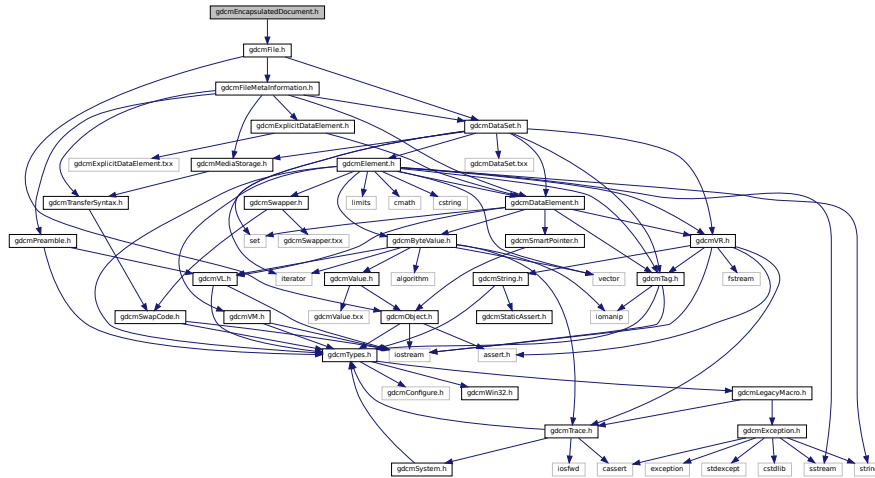 gdcmEncapsulatedDocument.h
gdcmFile.h
gdcmFileMetaInformation.h
gdcmExplicitDataElement.h
gdcmDataSet.h
gdcmExplicitDataElement.txx
gdcmMediaStorage.h
gdcmElement.h
gdcmDataSet.txx
gdcmTransferSyntax.h
gdcmSwapper.h
limits
cmath
cstring
gdcmDataElement.h
gdcmPreamble.h
set
gdcmSwapper.txx
gdcmByteValue.h
gdcmSmartPointer.h
gdcmVR.h
gdcmVL.h
iterator
gdcmValue.h
algorithm
gdcmString.h
vector
gdcmTag.h
fstream
gdcmSwapCode.h
gdcmVM.h
gdcmValue.txx
gdcmObject.h
gdcmStaticAssert.h
iomanip
gdcmTypes.h
iostream
assert.h
gdcmConfigure.h
gdcmWin32.h
gdcmLegacyMacro.h
gdcmTrace.h
gdcmException.h
gdcmSystem.h
iosfwd
cassert
exception
stdexcept
cstdlib
sstream